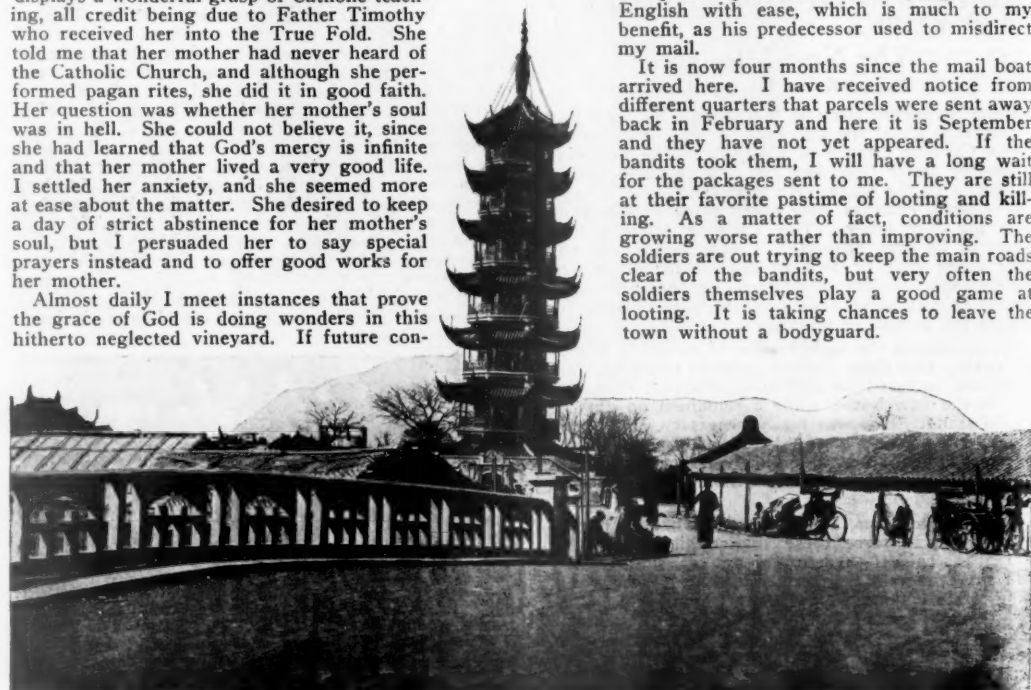 ing, all credit being due to Father Timothy
who received her into the True Fold. She
told me that her mother had never heard of
the Catholic Church, and although she per-
formed pagan rites, she did it in good faith.
Her question was whether her mother's soul
was in hell. She could not believe it, since
she had learned that God's mercy is infinite
and that her mother lived a very good life.
I settled her anxiety, and she seemed more
at ease about the matter. She desired to keep
a day of strict abstinence for her mother's
soul, but I persuaded her to say special
prayers instead and to offer good works for
her mother.
Almost daily I meet instances that prove
the grace of God is doing wonders in this
hitherto neglected vineyard. If future con-
English with ease, which is much to my
benefit, as his predecessor used to misdirect
my mail.
It is now four months since the mail boat
arrived here. I have received notice from
different quarters that parcels were sent away
back in February and here it is September
and they have not yet appeared. If the
bandits took them, I will have a long wait
for the packages sent to me. They are still
at their favorite pastime of looting and kill-
ing. As a matter of fact, conditions are
growing worse rather than improving. The
soldiers are out trying to keep the main roads
clear of the bandits, but very often the
soldiers themselves play a good game at
looting. It is taking chances to leave the
town without a bodyguard.